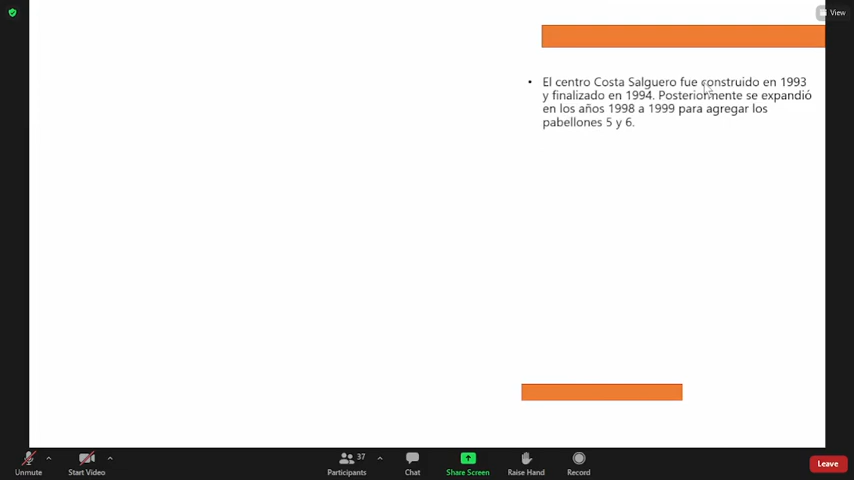 View
• El centro Costa Salguero fue construido en 1993
y finalizado en 1994. Posteriormente se expandió
en los años 1998 a 1999 para agregar los
pabellones 5 y 6.
37
Unmute
Start Video
Participants
Chat
Share Screen
Raise Hand
Record
Leave